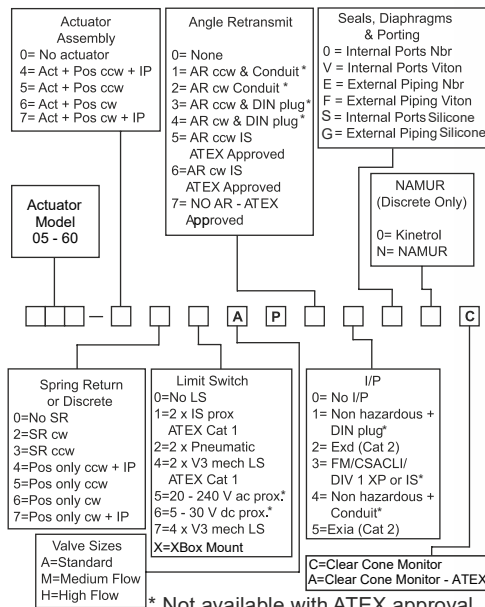 Actuator
Assembly
0= No actuator
4= Act + Pos ccw + IP
5= Act + Pos ccw
6= Act + Pos cw
7= Act + Pos cw + IP
Angle Retransmit
0= None
1= AR ccw & Conduit *
2= AR cw Conduit *
3= AR ccw & DIN plug*
4= AR cw & DIN plug*
5= AR ccw IS
ATEX Approved
6=AR cw IS
ATEX Approved
7= NO AR - ATEX
Approved
Seals, Diaphragms
& Porting
0 = Internal Ports Nbr
V = Internal Ports Viton
E = External Piping Nbr
F = External Piping Viton
S = Internal Ports Silicone
G= External Piping Silicone
NAMUR
(Discrete Only)
0= Kinetrol
N= NAMUR
Actuator
Model
05 - 60
A P C
Spring Return
or Discrete
0=No SR
2=SR cw
3=SR ccw
4=Pos only ccw + IP
5=Pos only ccw
6=Pos only cw
7=Pos only cw + IP
Limit Switch
0=No LS
1=2 x IS prox
ATEX Cat 1
2=2 x Pneumatic
4=2 x V3 mech LS
ATEX Cat 1
5=20 - 240 V ac prox.*
6=5 - 30 V dc prox.*
7=4 x V3 mech LS
X=XBox Mount
I/P
0= No I/P
1= Non hazardous +
DIN plug*
2= Exd (Cat 2)
3= FM/CSACLI/
DIV 1 XP or IS*
4= Non hazardous +
Conduit*
5=Exia (Cat 2)
Valve Sizes
A=Standard
M=Medium Flow
H=High Flow
C=Clear Cone Monitor
A=Clear Cone Monitor - ATEX
* Not available with ATEX approval